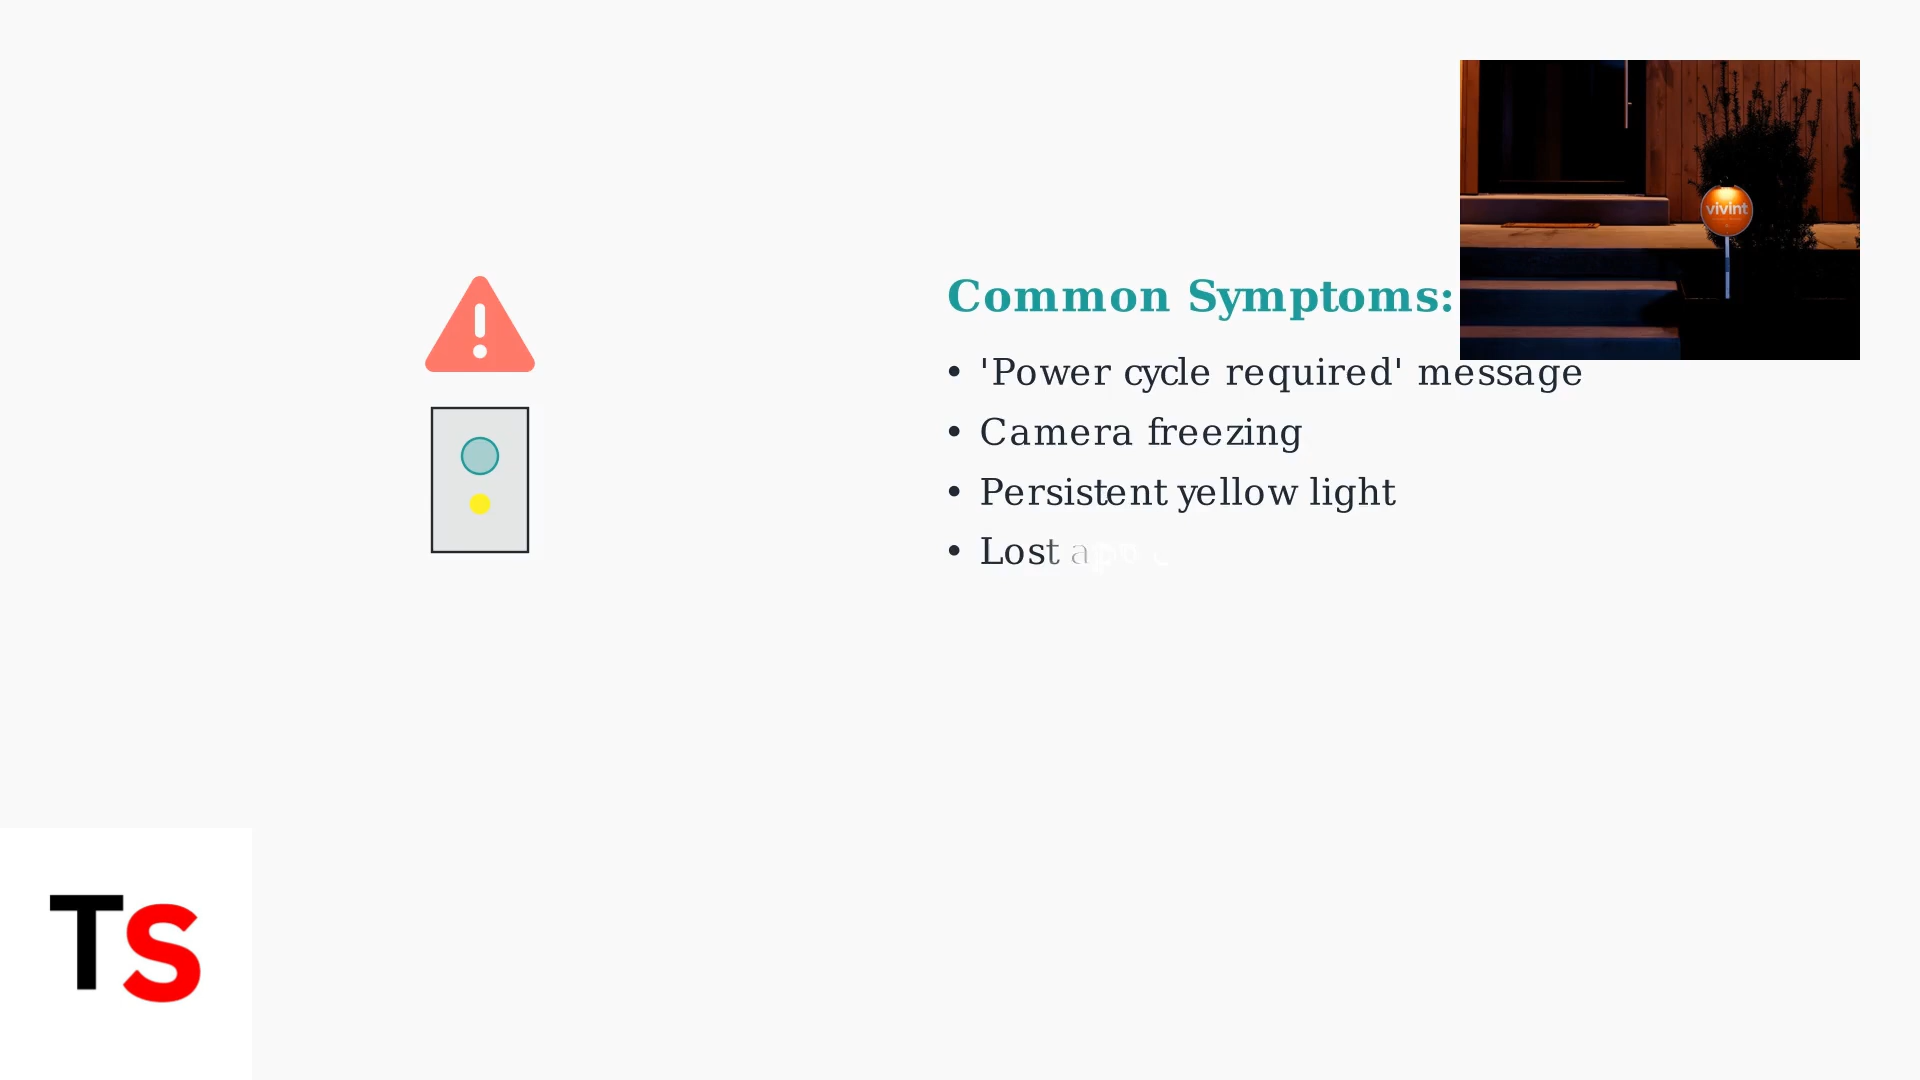 vivint
Common Symptoms:
• 'Power cycle required' message
• Camera freezing
• Persistent yellow light
• Lost
TS